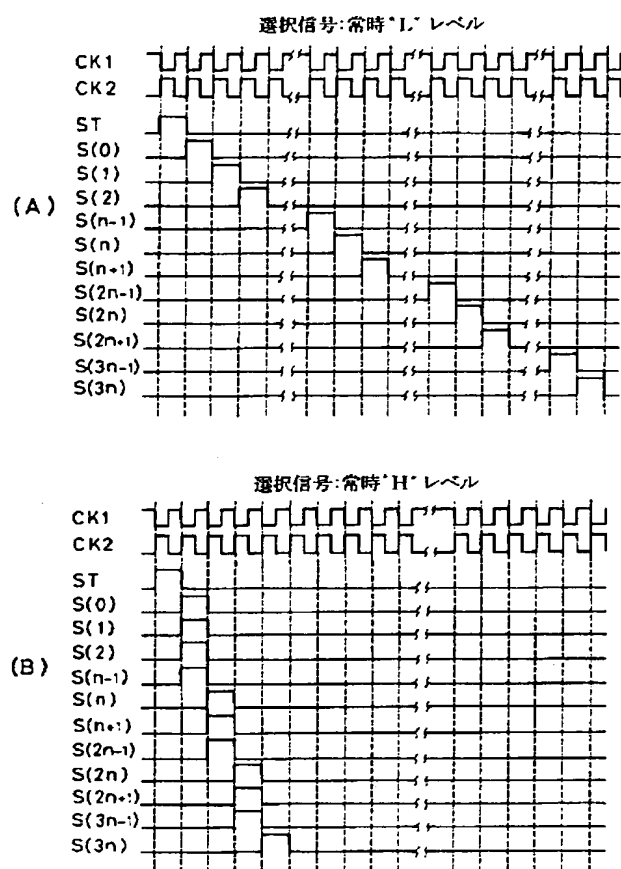 選択信号:常時"L"レベル
CK1
CK2
ST
S(0)
S(1)
S(2)
(A)
S(n-1)
S(n)
S(n+1)
S(2n-1)
S(2n)
S(2n+1)
S(3n-1)
S(3n)
選択信号:常時"H"レベル
CK1
CK2
ST
S(0)
S(1)
S(2)
(B)
S(n-1)
S(n)
S(n+1)
S(2n-1)
S(2n)
S(2n+1)
S(3n-1)
S(3n)